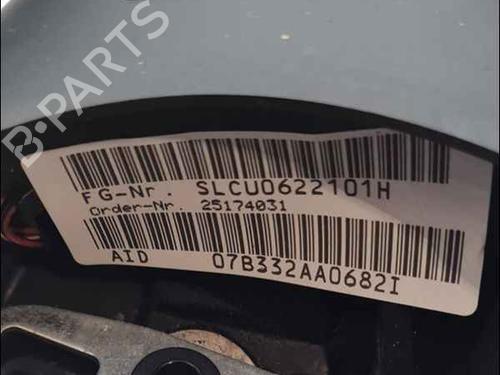 B-PARTS
FG-Nr. SLCU0622101H
Order-Nr. 25174031
AID 07B332AA0682I